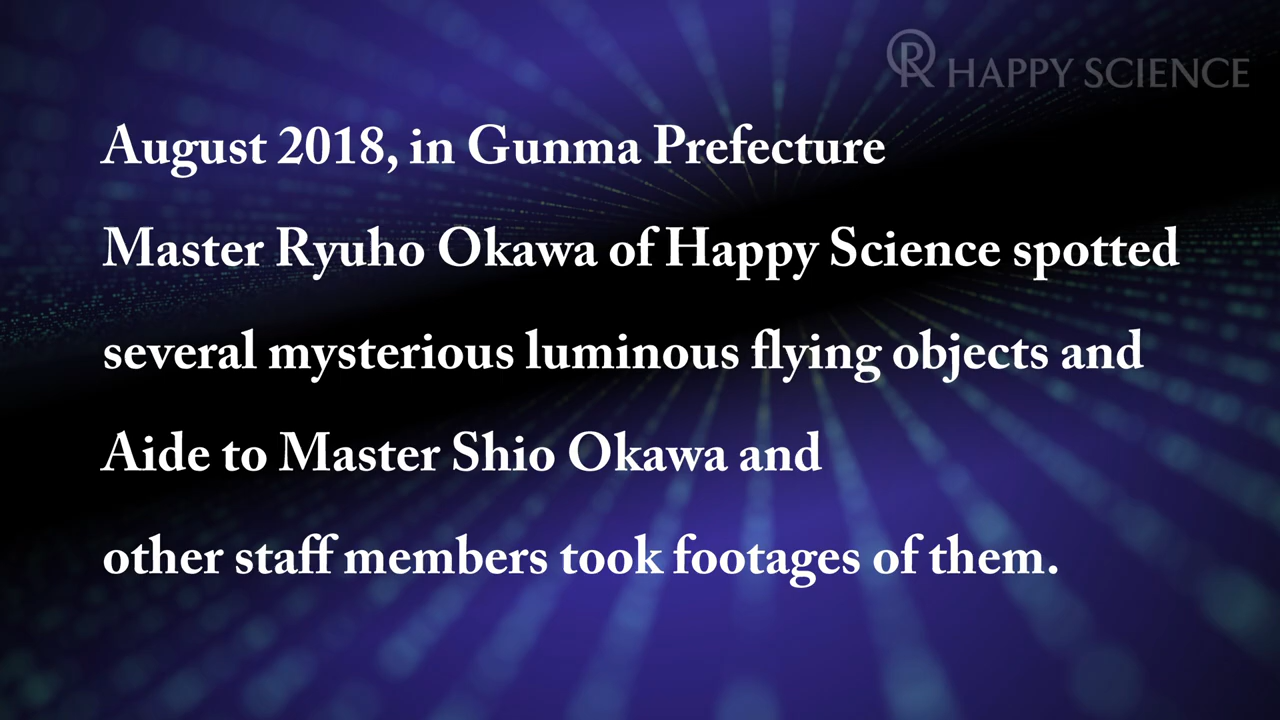 HAPPY SCIENCE
August 2018, in Gunma Prefecture
Master Ryuho Okawa of Happy Science spotted
several mysterious luminous flying objects and
Aide to Master Shio Okawa and
other staff members took footages of them.